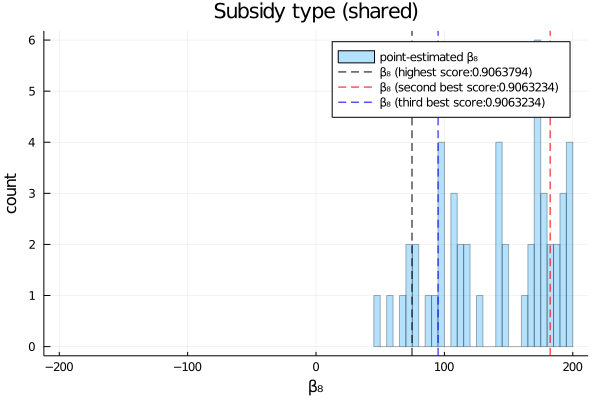 Subsidy type (shared)
6
5
4
3
2
1
0
count
point-estimated β₈
β₈ (highest score:0.9063794)
β₈ (second best score:0.9063234)
β₈ (third best score:0.9063234)
−200 −100 0 100 200
β₈